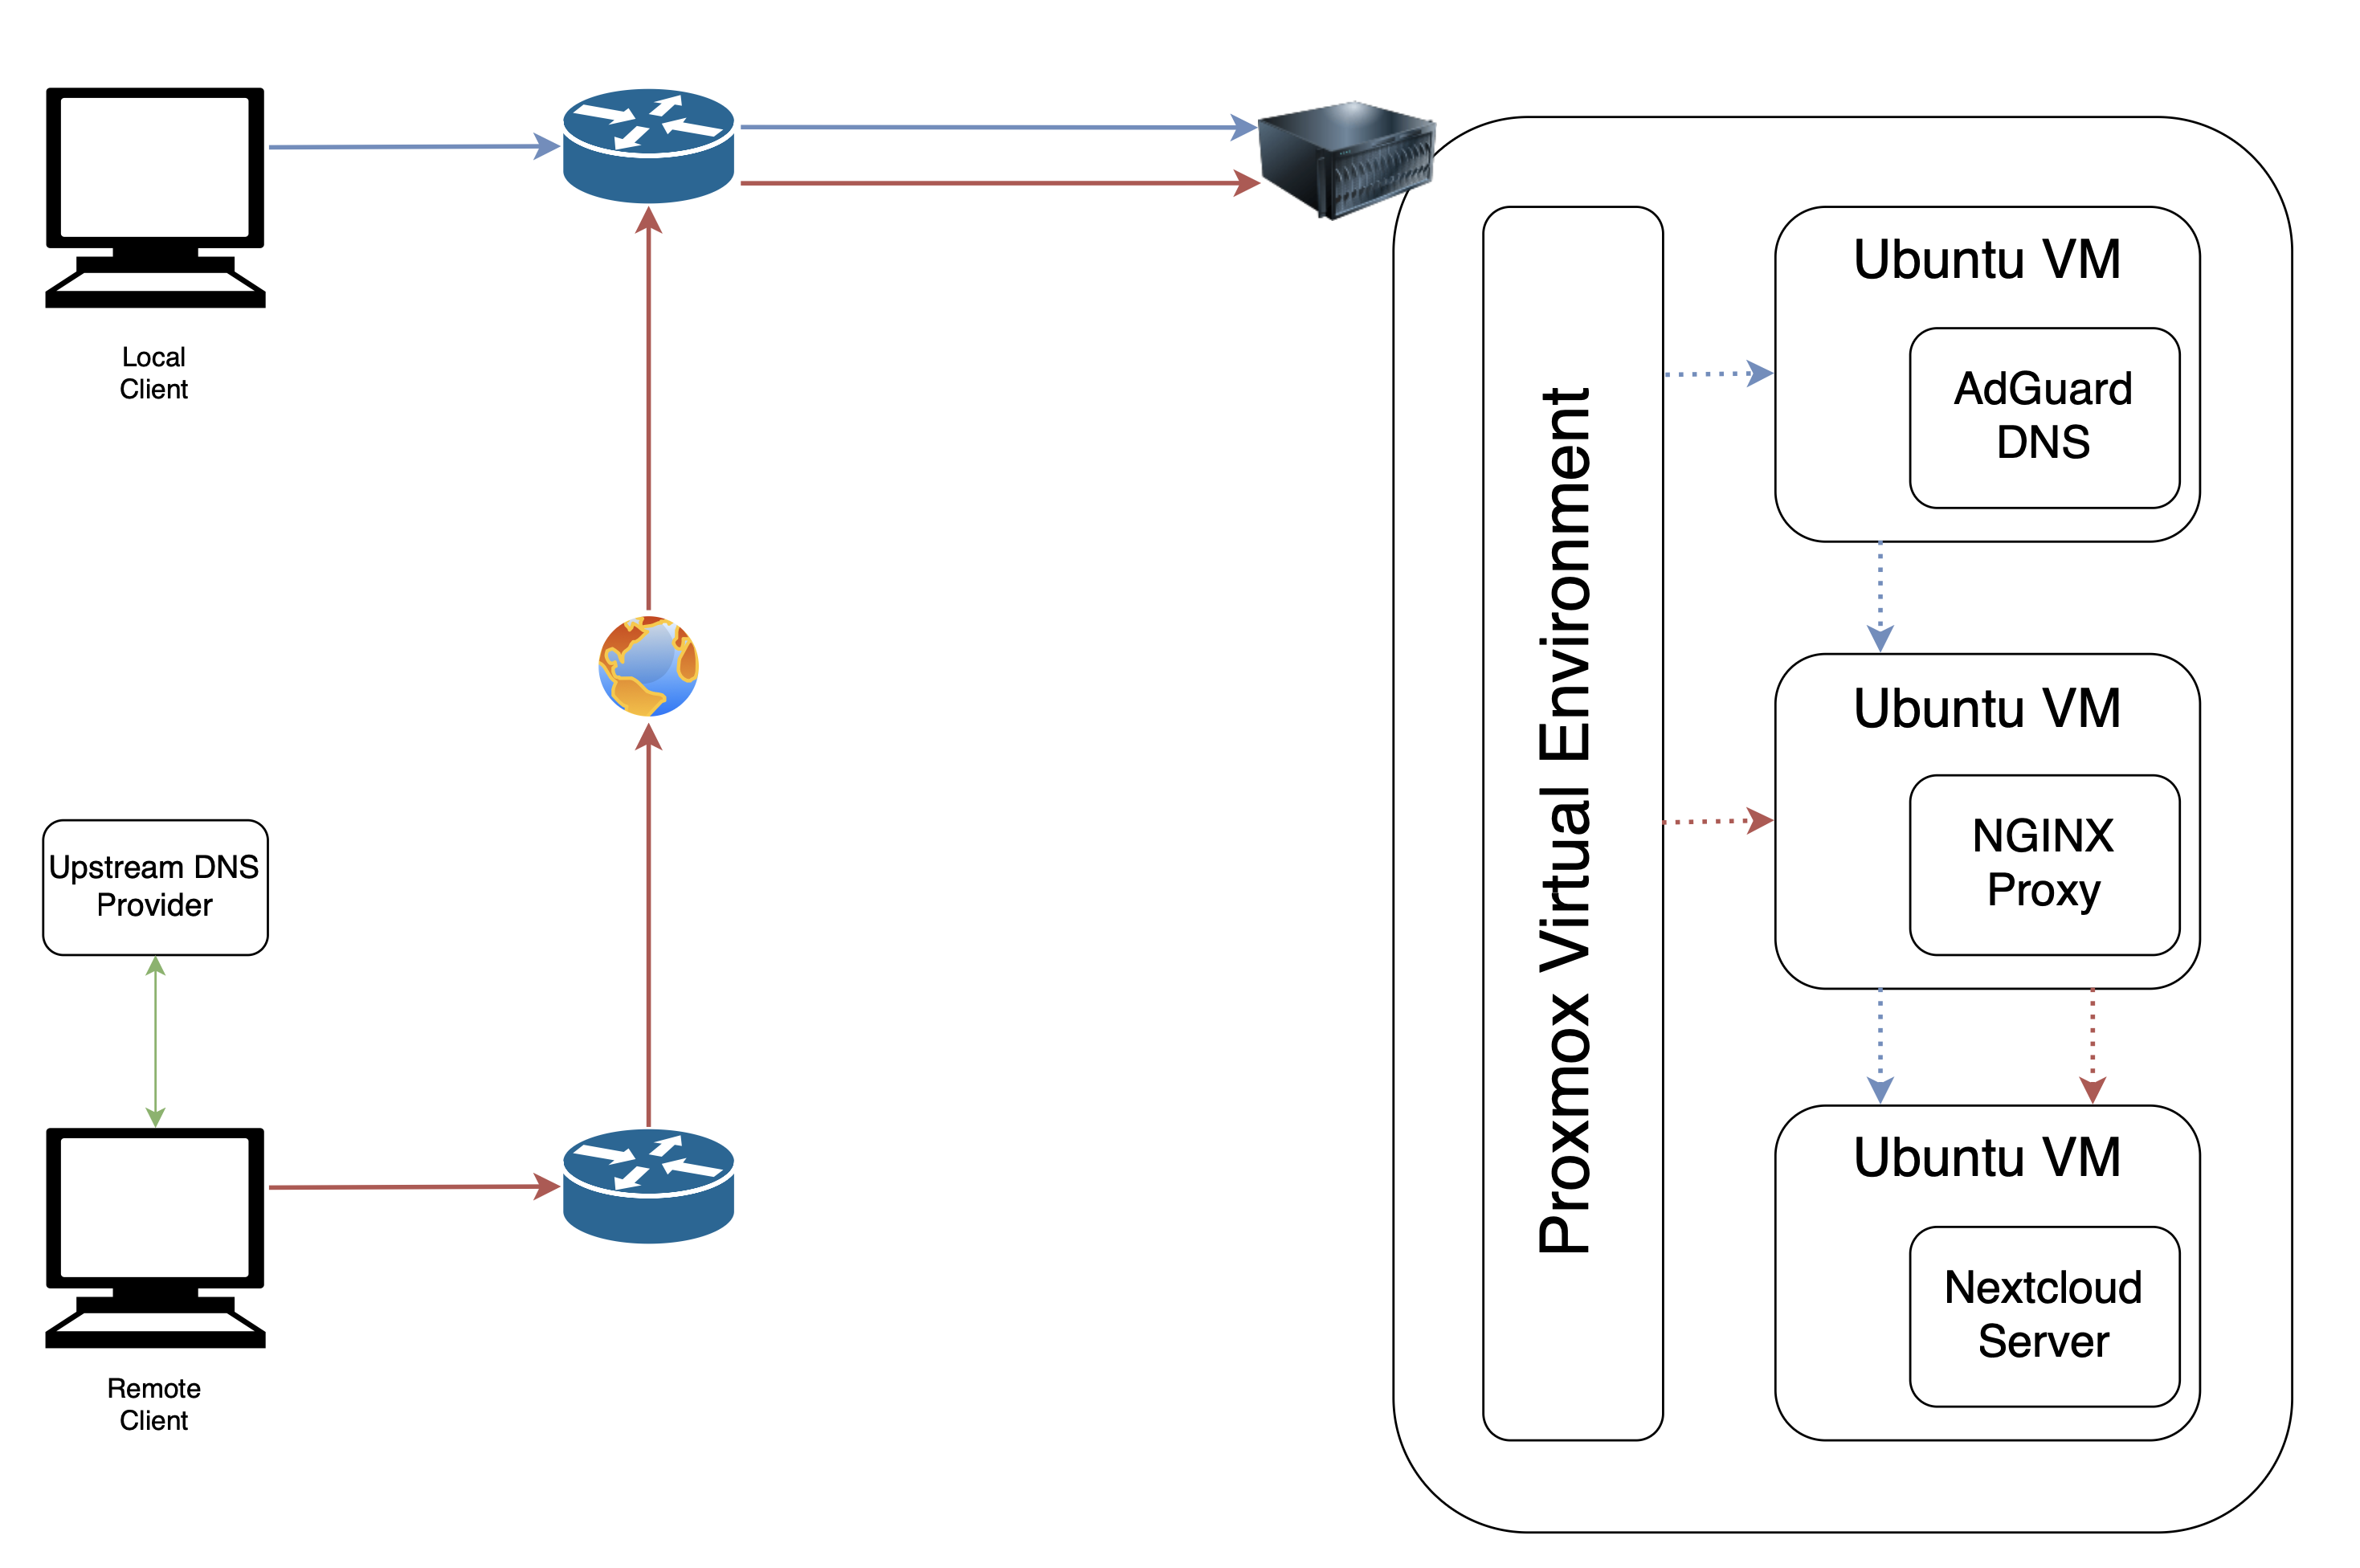 Local
Client
Upstream DNS
Provider
Remote
Client
Proxmox Virtual Environment
Ubuntu VM
AdGuard
DNS
Ubuntu VM
NGINX
Proxy
Ubuntu VM
Nextcloud
Server